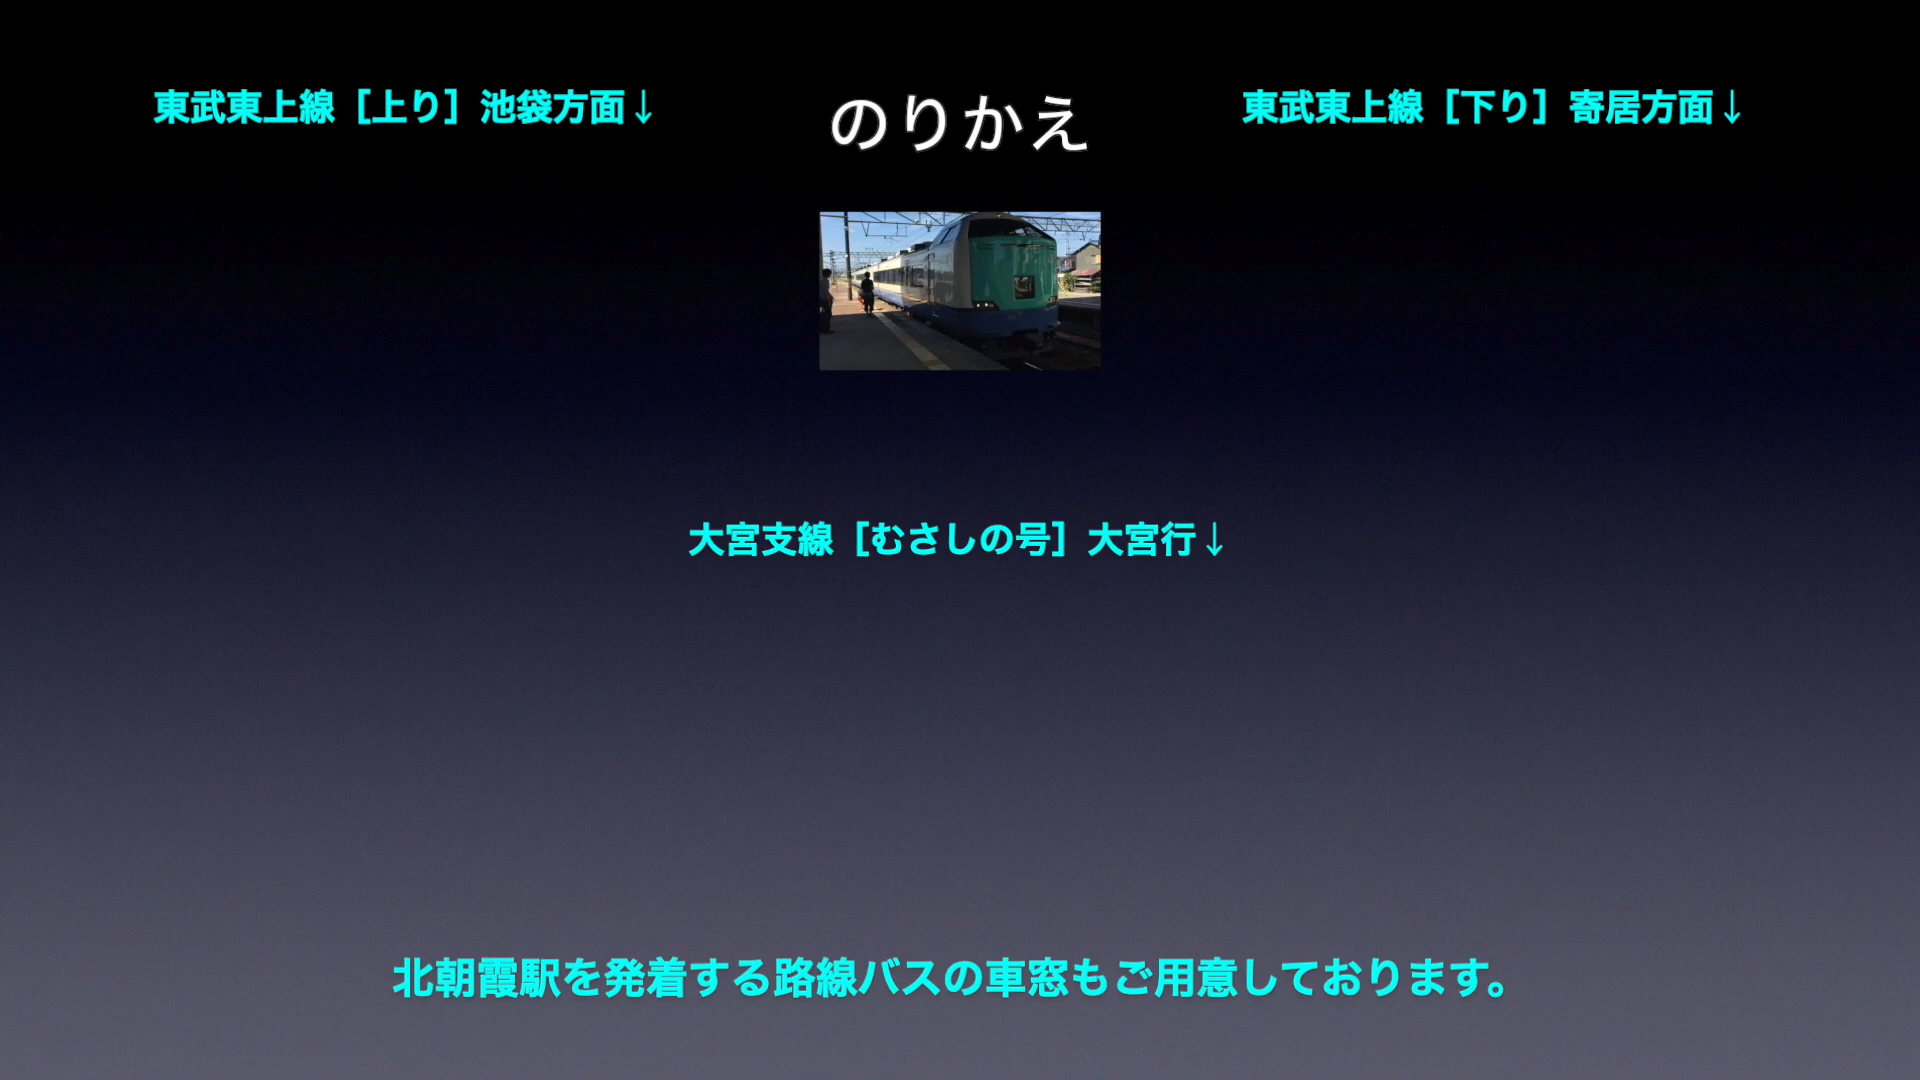 東武東上線［上り］池袋方面↓
のりかえ
東武東上線［下り］寄居方面↓
大宮支線［むさしの号］大宮行↓
北朝霞駅を発着する路線バスの車窓もご用意しております。